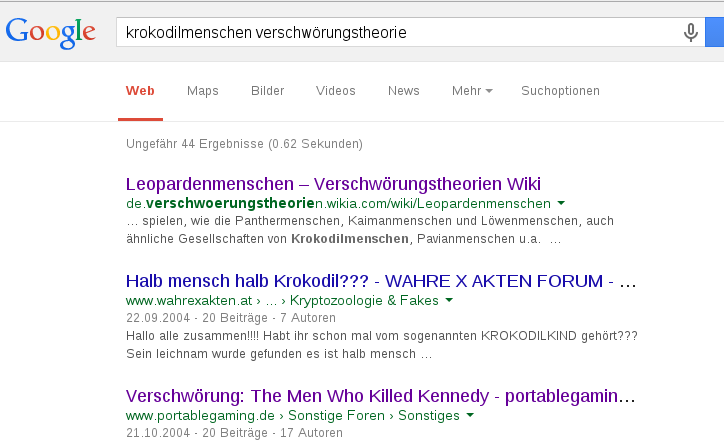 Google krokodilmenschen verschwörungstheorie
Web Maps Bilder Videos News Mehr Suchoptionen
Ungefähr 44 Ergebnisse (0.62 Sekunden)
Leopardenmenschen – Verschwörungstheorien Wiki
de.verschwoerungstheorien.wikia.com/wiki/Leopardenmenschen
... spielen, wie die Panthermenschen, Kaimanmenschen und Löwenmenschen, auch
ähnliche Gesellschaften von Krokodilmenschen, Pavianmenschen u.a. ...
Halb mensch halb Krokodil??? - WAHRE X AKTEN FORUM - ...
www.wahrexakten.at › ... › Kryptozoologie & Fakes
22.09.2004 - 20 Beiträge - 7 Autoren
Hallo alle zusammen!!!! Habt ihr schon mal vom sogenannten KROKODILKIND gehört???
Sein leichnam wurde gefunden es ist halb mensch ...
Verschwörung: The Men Who Killed Kennedy - portablegamin...
www.portablegaming.de › Sonstige Foren › Sonstiges
21.10.2004 - 20 Beiträge - 17 Autoren